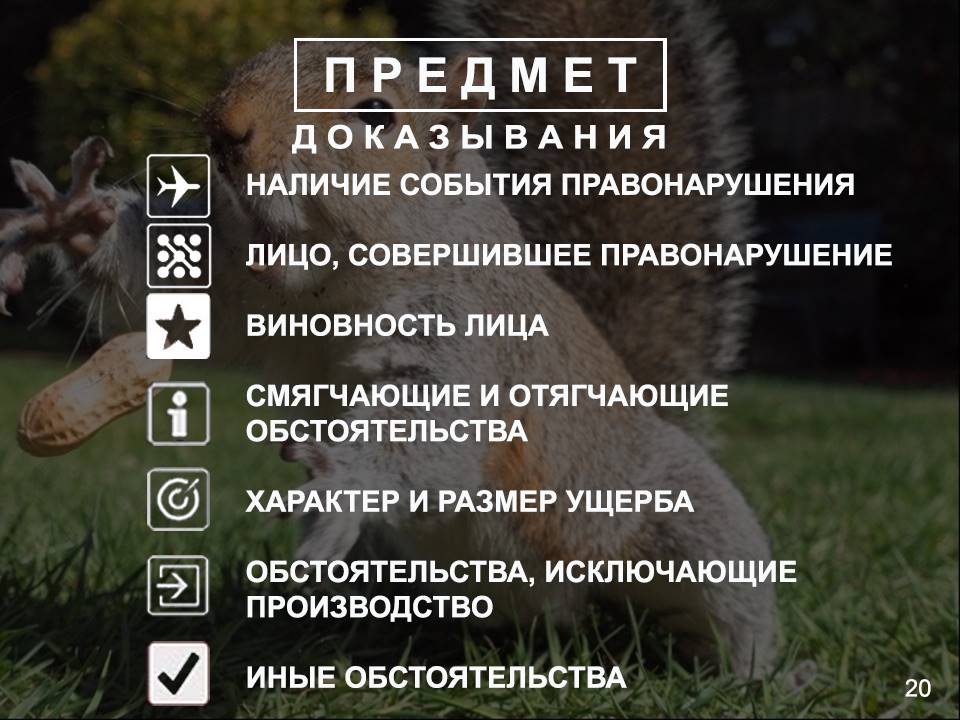 ПРЕДМЕТ
ДОКАЗЫВАНИЯ
НАЛИЧИЕ СОБЫТИЯ ПРАВОНАРУШЕНИЯ
ЛИЦО, СОВЕРШИВШЕЕ ПРАВОНАРУШЕНИЕ
ВИНОВНОСТЬ ЛИЦА
СМЯГЧАЮЩИЕ И ОТЯГЧАЮЩИЕ
ОБСТОЯТЕЛЬСТВА
ХАРАКТЕР И РАЗМЕР УЩЕРБА
ОБСТОЯТЕЛЬСТВА, ИСКЛЮЧАЮЩИЕ
ПРОИЗВОДСТВО
ИНЫЕ ОБСТОЯТЕЛЬСТВА
20